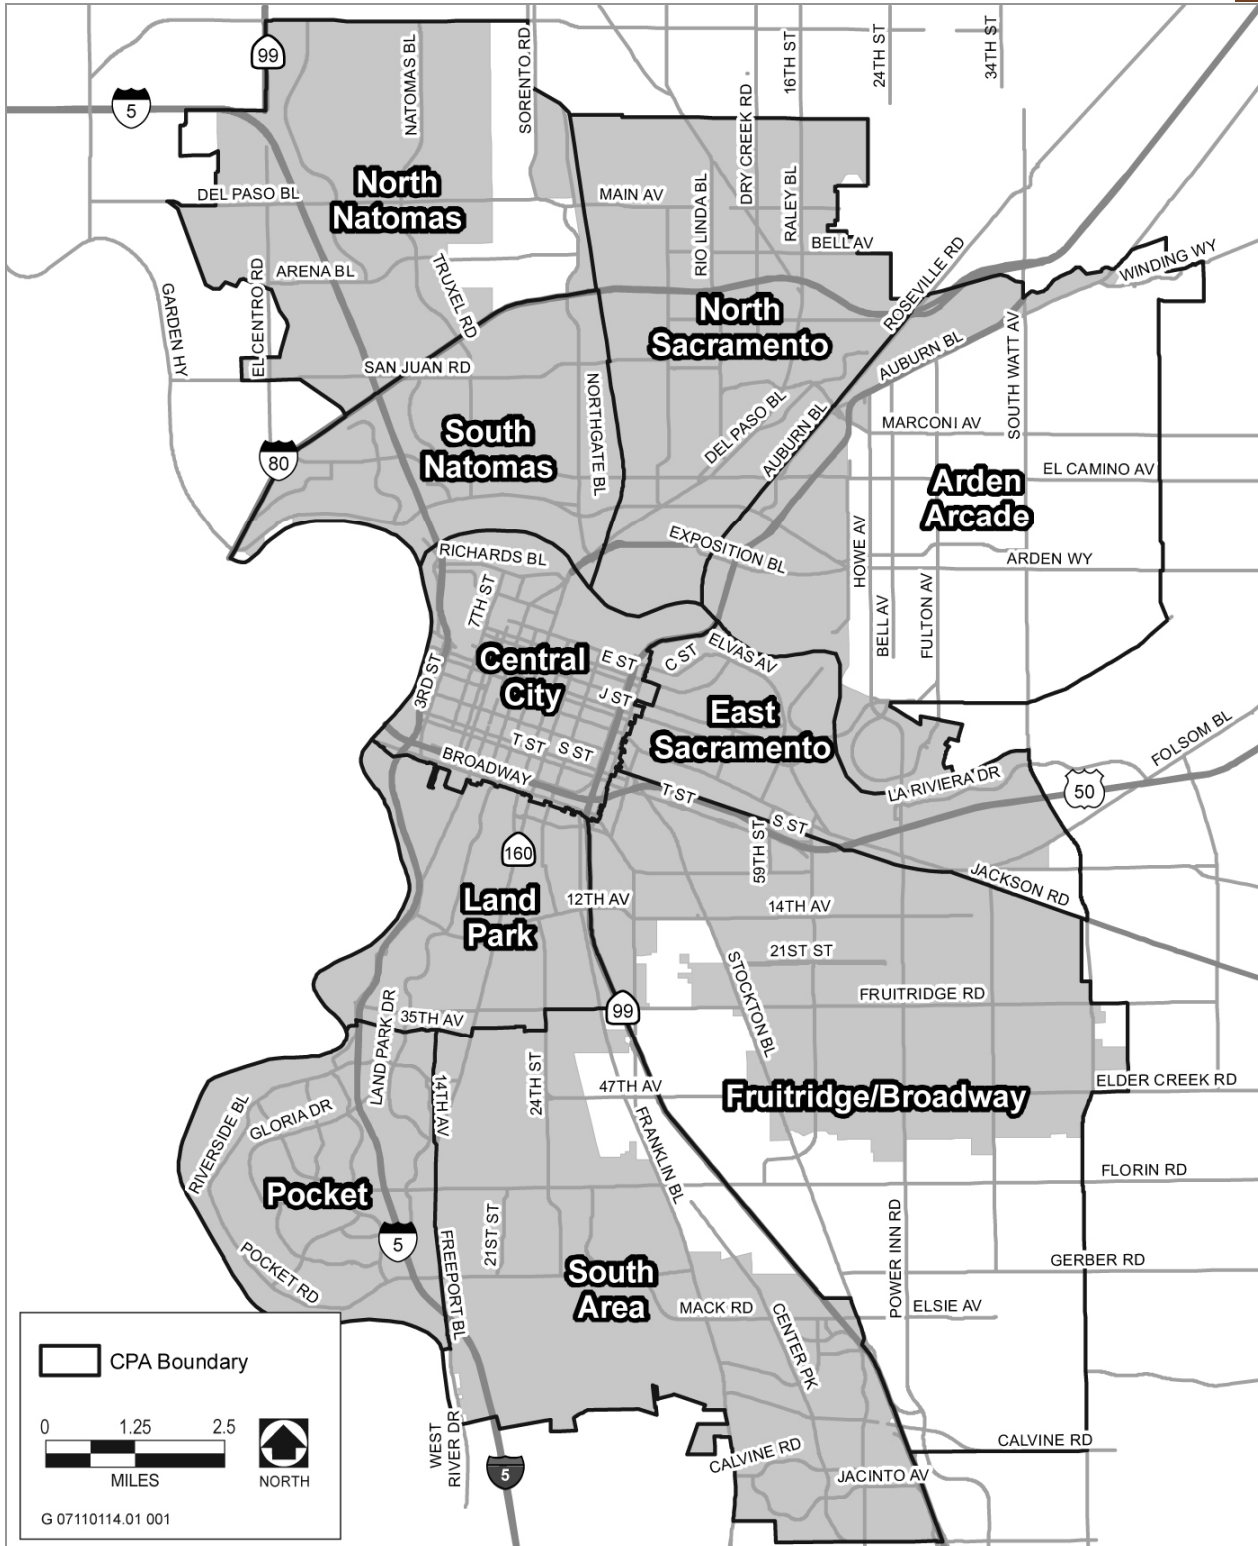 99
NATOMAS BL
SORENTO RD
16TH ST
24TH ST
34TH ST
5
DRY CREEK RD
North
Natomas
DEL PASO BL
MAIN AV
RIO LINDA BL
RALEY BL
BELL AV
ROSEVILLE RD
WINDING WY
ARENA BL
TRUXEL RD
EL CENTRO RD
GARDEN HY
North
Sacramento
AUBURN BL
SOUTH WATT AV
SAN JUAN RD
NORTHGATE BL
DEL PASO BL
AUBURN BL
MARCONI AV
South
Natomas
80
EL CAMINO AV
Arden
Arcade
HOWE AV
EXPOSITION BL
RICHARDS BL
ARDEN WY
7TH ST
BELL AV
FULTON AV
Central
City
E ST
C ST
ELVAS AV
3RD ST
J ST
East
Sacramento
T ST
S ST
BROADWAY
FOLSOM BL
LA RIVIERA DR
50
T ST
S ST
59TH ST
160
JACKSON RD
Land
Park
12TH AV
14TH AV
21ST ST
STOCKTON BL
FRUITRIDGE RD
LAND PARK DR
35TH AV
99
24TH ST
47TH AV
14TH AV
ELDER CREEK RD
Fruitridge/Broadway
RIVERSIDE BL
GLORIA DR
FRANKLIN BL
FLORIN RD
Pocket
21ST ST
5
FREEPORT BL
POCKET RD
POWER INN RD
GERBER RD
South
Area
MACK RD
CENTER PK
ELSIE AV
CPA Boundary
0 1.25 2.5
MILES
NORTH
G 07110114.01 001
WEST
RIVER DR
5
CALVINE RD
CALVINE RD
JACINTO AV